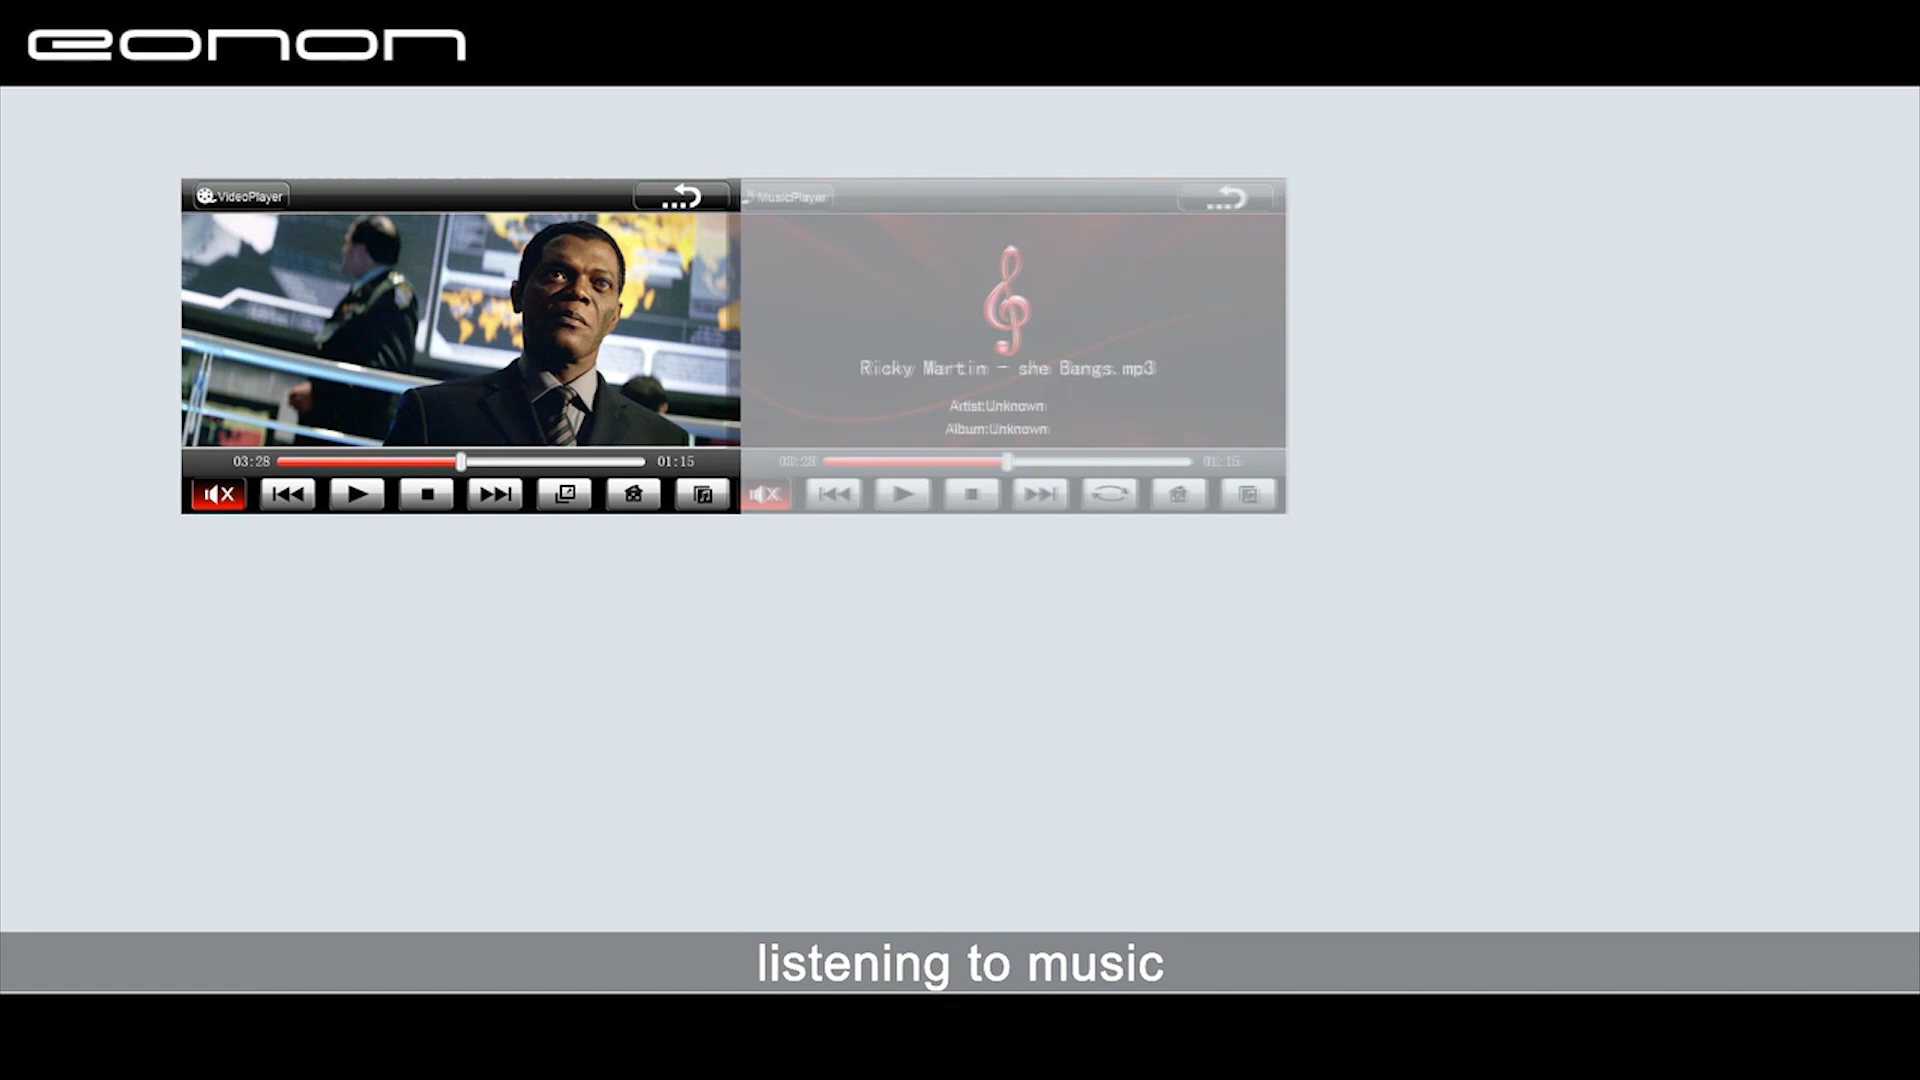 eonon
VideoPlayer
MusicPlayer
Ricky Martin - she Bangs.mp3
Artist:Unknown
Album:Unknown
03:28
01:15
03:28
01:15
listening to music